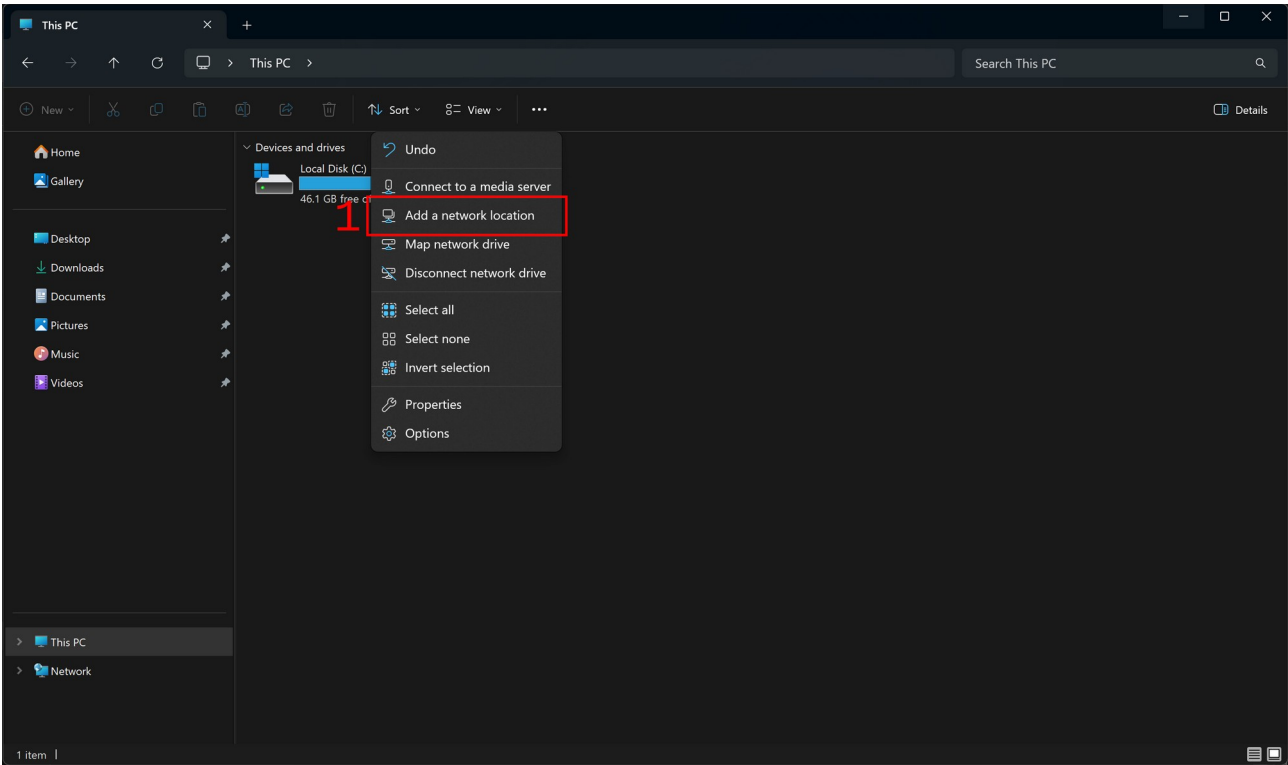 This PC
This PC
Search This PC
New
Sort
View
Details
Home
Gallery
Desktop
Downloads
Documents
Pictures
Music
Videos
This PC
Network
Devices and drives
Local Disk (C:)
46.1 GB free
1
Undo
Connect to a media server
Add a network location
Map network drive
Disconnect network drive
Select all
Select none
Invert selection
Properties
Options
1 item